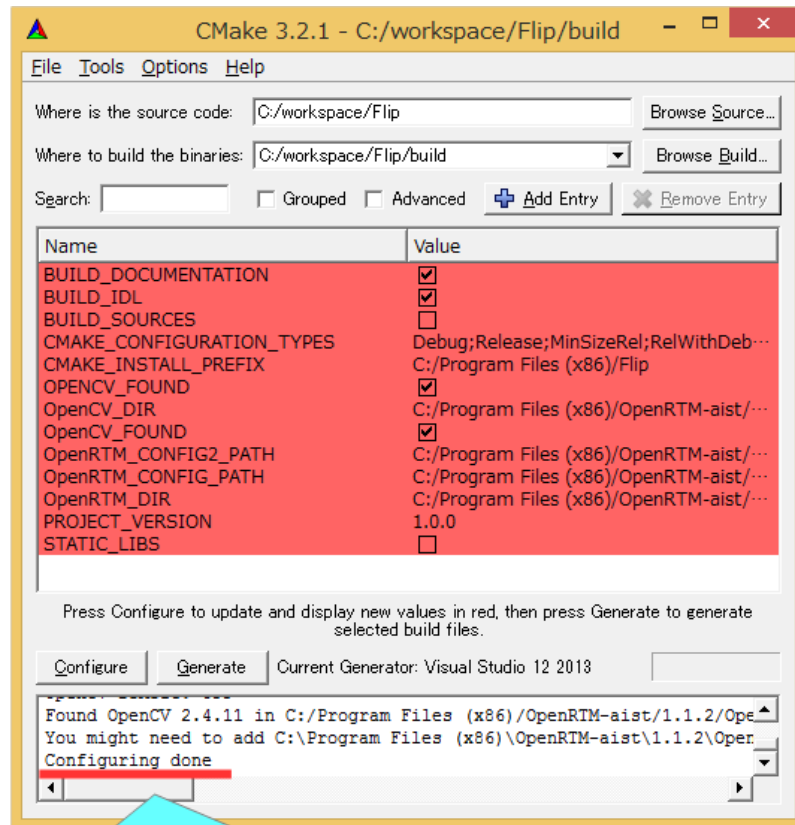 CMake 3.2.1 - C:/workspace/Flip/build
File Tools Options Help
Where is the source code: C:/workspace/Flip Browse Source...
Where to build the binaries: C:/workspace/Flip/build Browse Build...
Search: Grouped Advanced Add Entry Remove Entry
Name Value
BUILD_DOCUMENTATION
BUILD_IDL
BUILD_SOURCES
CMAKE_CONFIGURATION_TYPES Debug;Release;MinSizeRel;RelWithDeb...
CMAKE_INSTALL_PREFIX C:/Program Files (x86)/Flip
OPENCV_FOUND
OpenCV_DIR C:/Program Files (x86)/OpenRTM-aist/...
OpenCV_FOUND
OpenRTM_CONFIG2_PATH C:/Program Files (x86)/OpenRTM-aist/...
OpenRTM_CONFIG_PATH C:/Program Files (x86)/OpenRTM-aist/...
OpenRTM_DIR C:/Program Files (x86)/OpenRTM-aist/...
PROJECT_VERSION 1.0.0
STATIC_LIBS
Press Configure to update and display new values in red, then press Generate to generate
selected build files.
Configure Generate Current Generator: Visual Studio 12 2013
Found OpenCV 2.4.11 in C:/Program Files (x86)/OpenRTM-aist/1.1.2/Ope
You might need to add C:\Program Files (x86)\OpenRTM-aist\1.1.2\Open
Configuring done